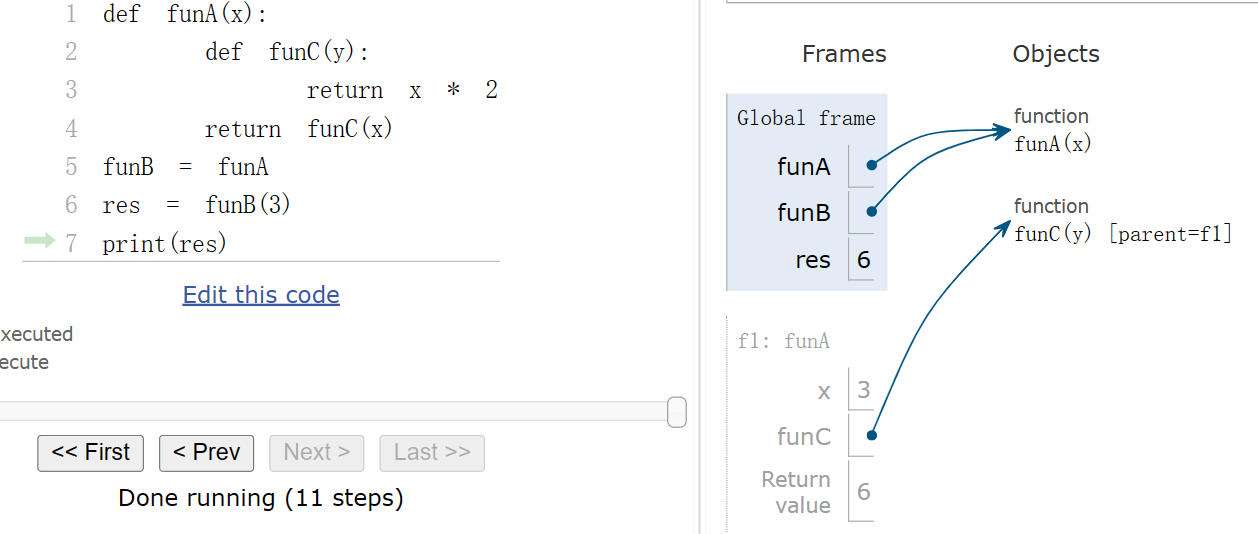 1 def funA(x):
2 def funC(y):
3 return x * 2
4 return funC(x)
5 funB = funA
6 res = funB(3)
7 print(res)
Edit this code
xecuted
ecute
<< First < Prev Next > Last >>
Done running (11 steps)
Frames Objects
Global frame
funA
funB
res 6
function
funA(x)
function
funC(y) [parent=f1]
f1: funA
x 3
funC
Return
value 6